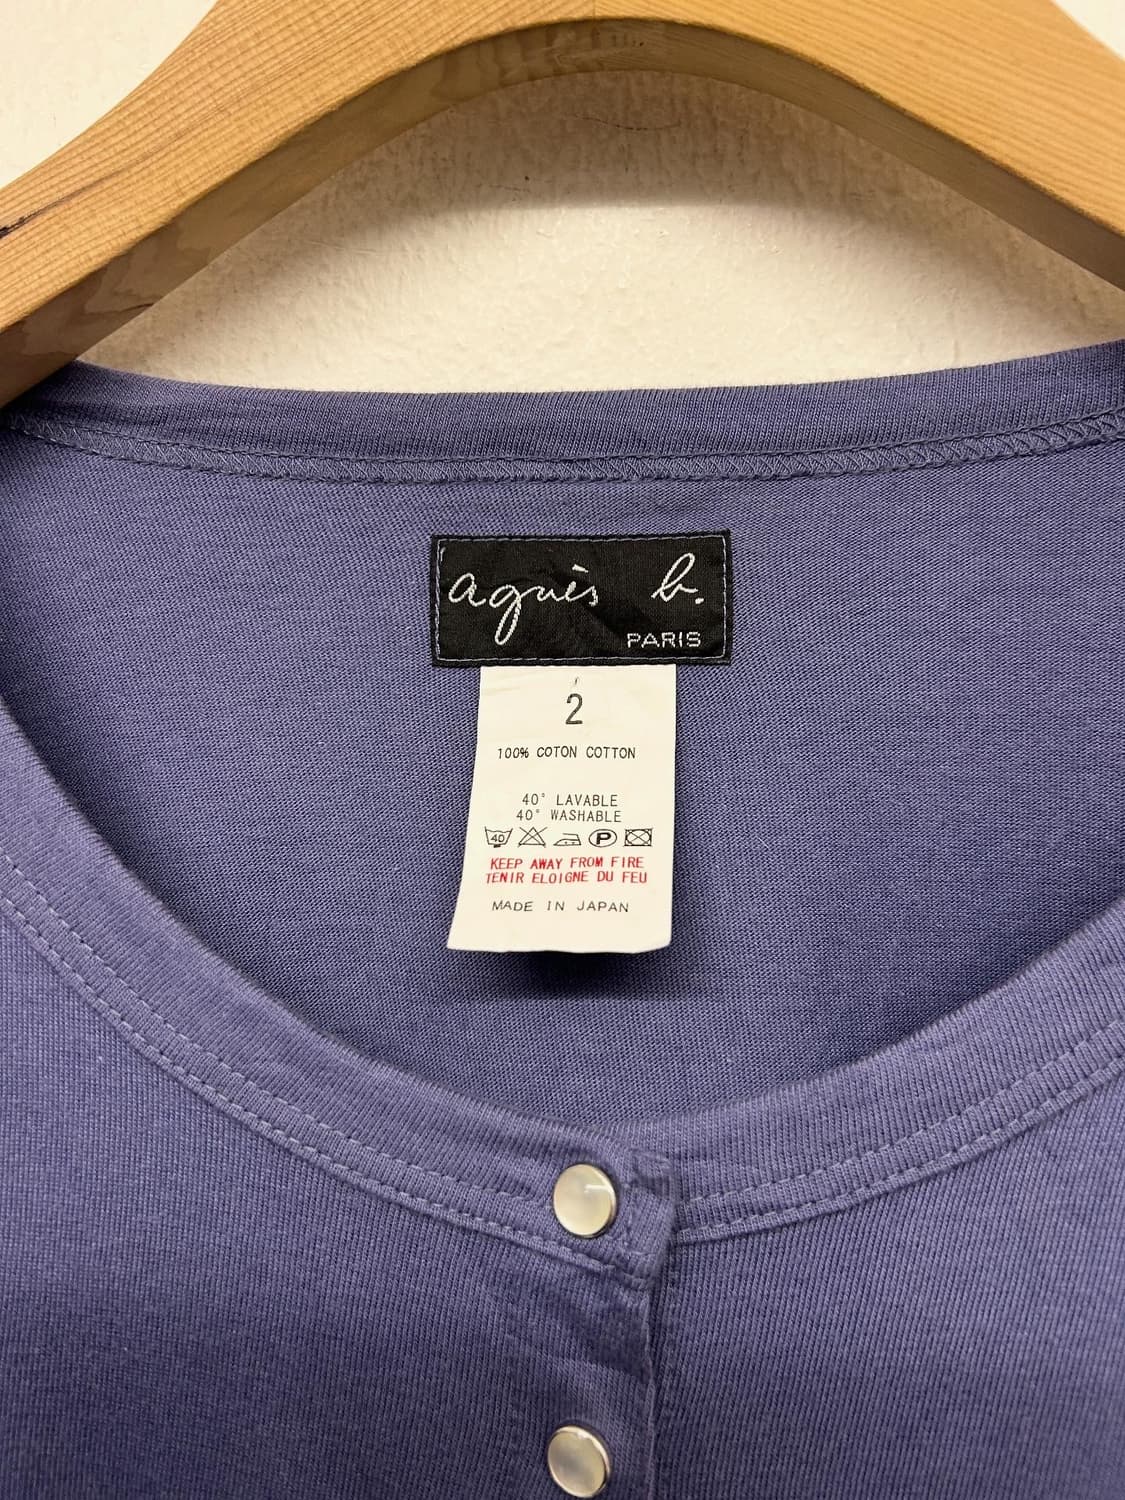 agnès b.
PARIS
2
100% COTON COTTON
40° LAVABLE
40° WASHABLE
40 P
KEEP AWAY FROM FIRE
TENIR ELOIGNE DU FEU
MADE IN JAPAN